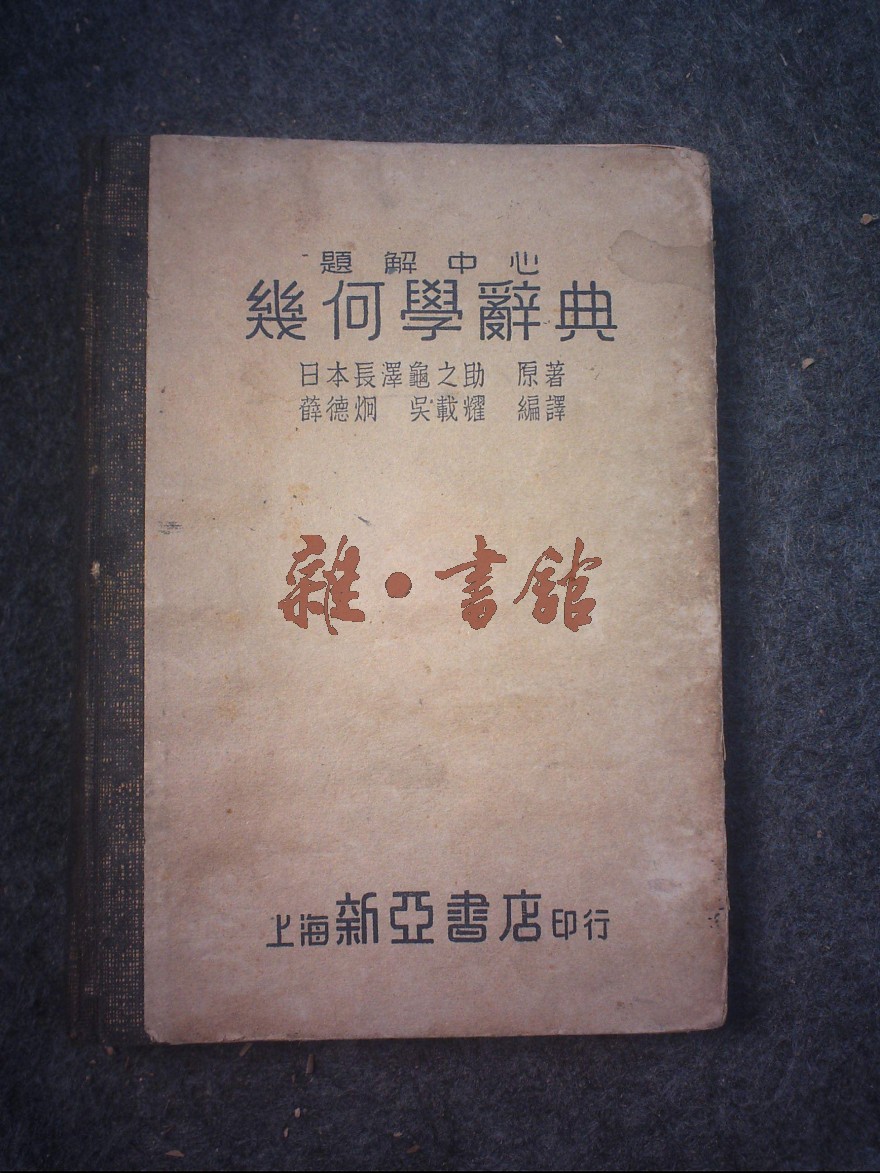 題解中心
幾何學辭典
日本長澤龜之助 原著
薛德炯 吳載耀 編譯
雜·書館
上海新亞書店印行